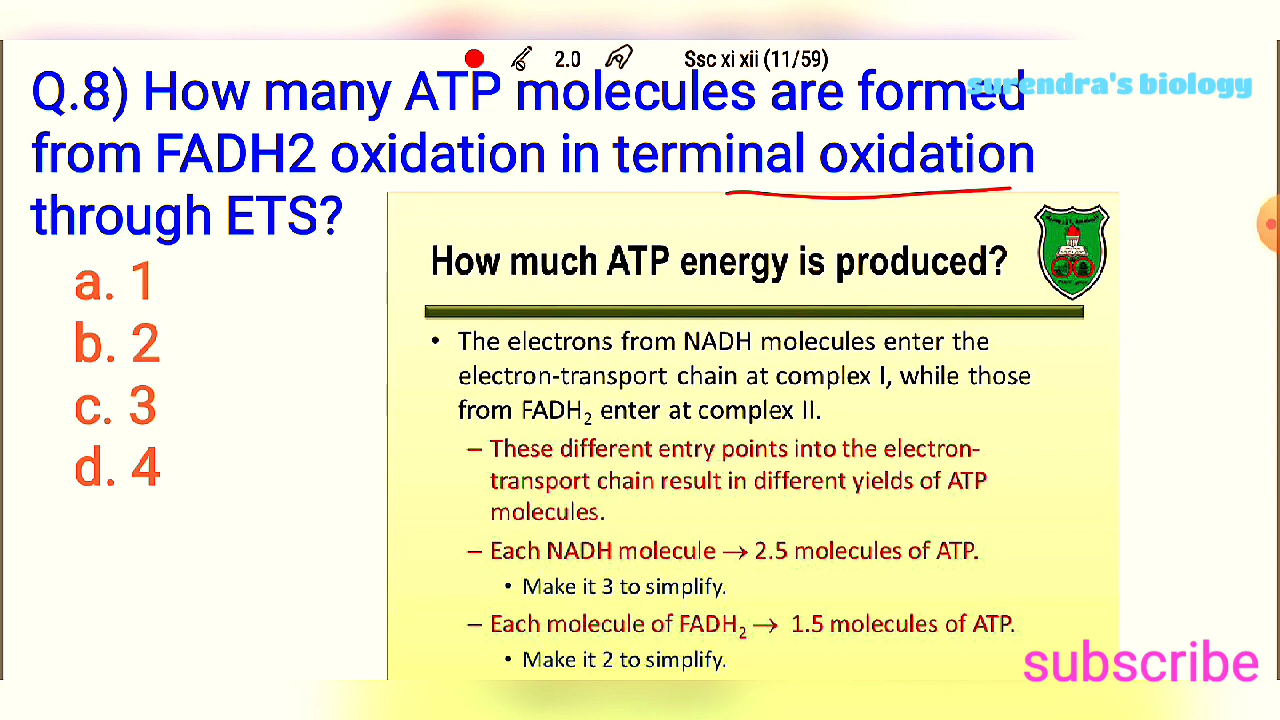 2.0 Ssc xi xii (11/59)
surendra's biology
Q.8) How many ATP molecules are formed
from FADH2 oxidation in terminal oxidation
through ETS?
a. 1
b. 2
c. 3
d. 4
How much ATP energy is produced?
• The electrons from NADH molecules enter the
electron-transport chain at complex I, while those
from FADH₂ enter at complex II.
– These different entry points into the electron-
transport chain result in different yields of ATP
molecules.
– Each NADH molecule → 2.5 molecules of ATP.
• Make it 3 to simplify.
– Each molecule of FADH₂ → 1.5 molecules of ATP.
• Make it 2 to simplify.
subscribe